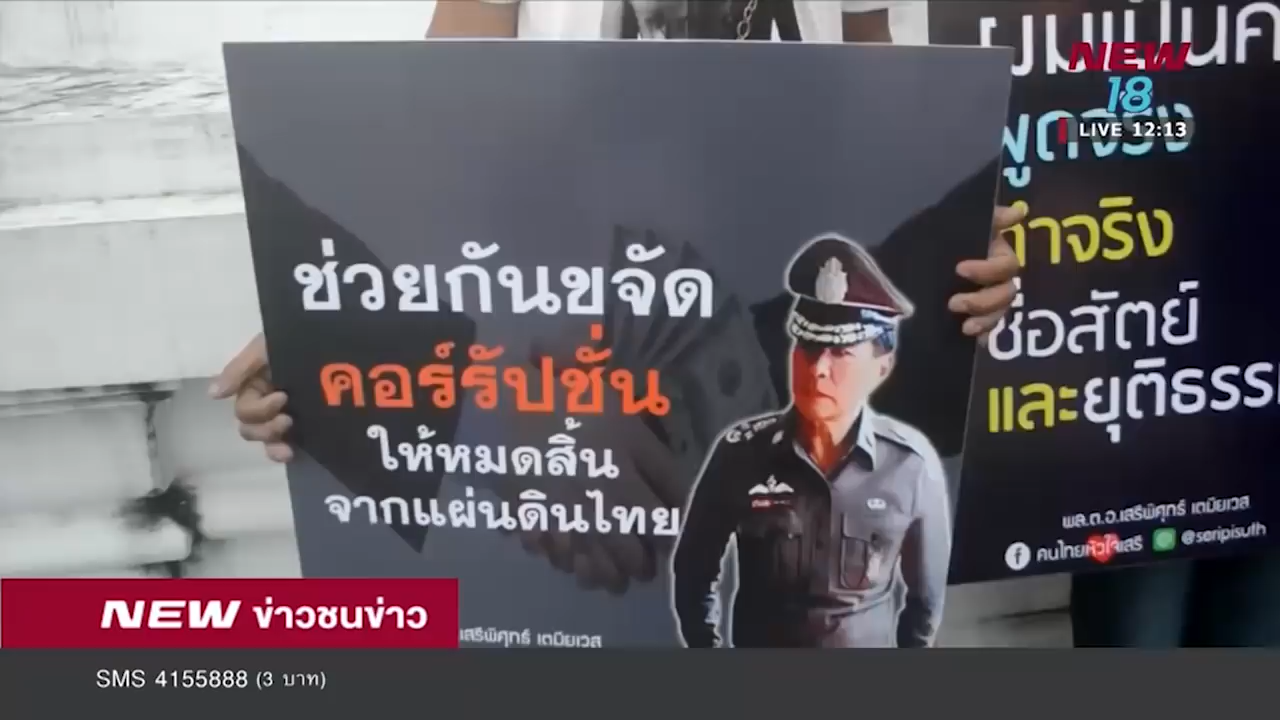 ช่วยกันขจัด
คอร์รัปชั่น
ให้หมดสิ้น
จากแผ่นดินไทย
เสรีพิศุทธ์ เตมียเวส
ผมเป็นค
พูดจริง
ทำจริง
ซื่อสัตย์
และยุติธรร
พล.ต.อ.เสรีพิศุทธ์ เตมียเวส
คนไทยหัวใจเสรี @seripisuth
NEW
18
LIVE 12:13
NEW ข่าวชนข่าว
SMS 4155888 (3 บาท)